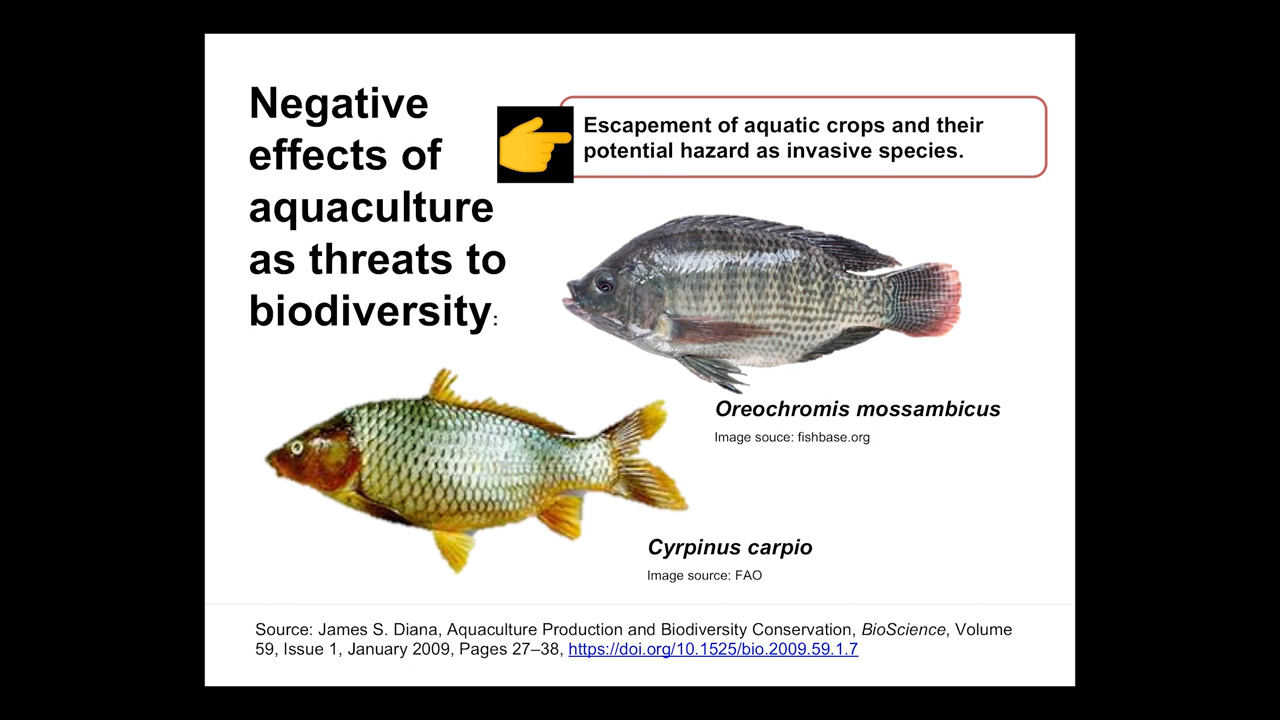 Negative
effects of
aquaculture
as threats to
biodiversity:
Escapement of aquatic crops and their
potential hazard as invasive species.
Oreochromis mossambicus
Image souce: fishbase.org
Cyrpinus carpio
Image source: FAO
Source: James S. Diana, Aquaculture Production and Biodiversity Conservation, BioScience, Volume
59, Issue 1, January 2009, Pages 27–38, https://doi.org/10.1525/bio.2009.59.1.7